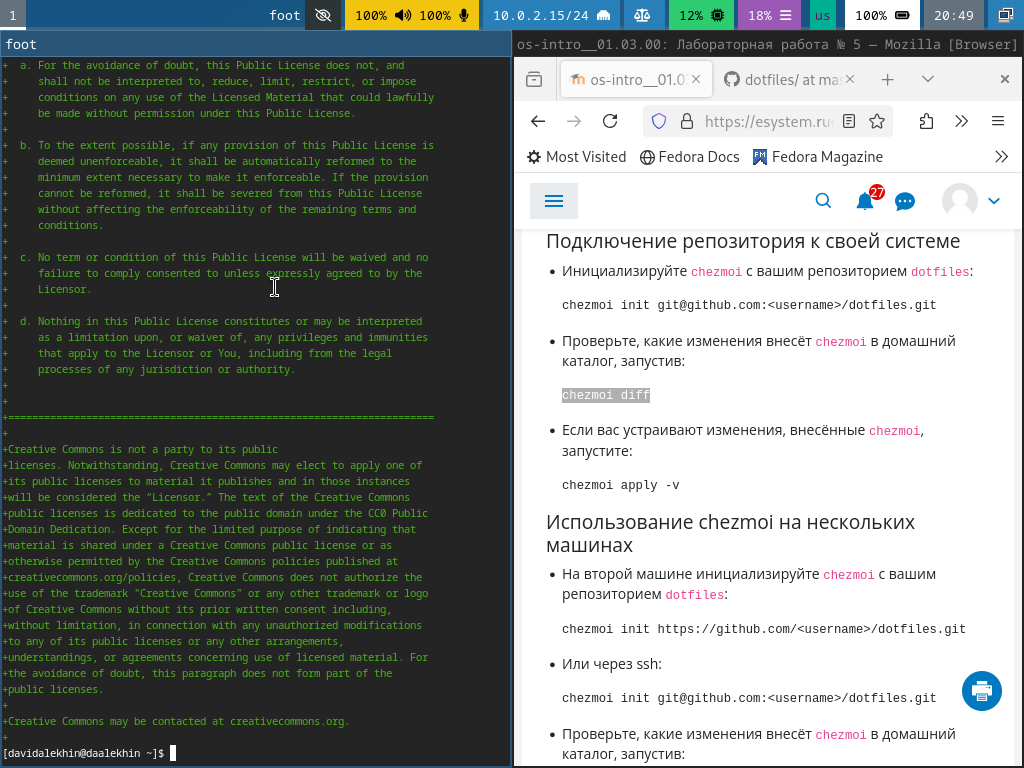 1
foot
100%
100%
10.0.2.15/24
12%
18%
us
100%
20:49
foot
+  a. For the avoidance of doubt, this Public License does not, and
+     shall not be interpreted to, reduce, limit, restrict, or impose
+     conditions on any use of the Licensed Material that could lawfully
+     be made without permission under this Public License.
+
+  b. To the extent possible, if any provision of this Public License is
+     deemed unenforceable, it shall be automatically reformed to the
+     minimum extent necessary to make it enforceable. If the provision
+     cannot be reformed, it shall be severed from this Public License
+     without affecting the enforceability of the remaining terms and
+     conditions.
+
+  c. No term or condition of this Public License will be waived and no
+     failure to comply consented to unless expressly agreed to by the
+     Licensor.
+
+  d. Nothing in this Public License constitutes or may be interpreted
+     as a limitation upon, or waiver of, any privileges and immunities
+     that apply to the Licensor or You, including from the legal
+     processes of any jurisdiction or authority.
+
+
+=======================================================================
+
+Creative Commons is not a party to its public
+licenses. Notwithstanding, Creative Commons may elect to apply one of
+its public licenses to material it publishes and in those instances
+will be considered the “Licensor.” The text of the Creative Commons
+public licenses is dedicated to the public domain under the CC0 Public
+Domain Dedication. Except for the limited purpose of indicating that
+material is shared under a Creative Commons public license or as
+otherwise permitted by the Creative Commons policies published at
+creativecommons.org/policies, Creative Commons does not authorize the
+use of the trademark "Creative Commons" or any other trademark or logo
+of Creative Commons without its prior written consent including,
+without limitation, in connection with any unauthorized modifications
+to any of its public licenses or any other arrangements,
+understandings, or agreements concerning use of licensed material. For
+the avoidance of doubt, this paragraph does not form part of the
+public licenses.
+
+Creative Commons may be contacted at creativecommons.org.
+
[davidalekhin@daalekhin ~]$
os-intro__01.03.00: Лабораторная работа № 5 — Mozilla [Browser]
os-intro__01.0
dotfiles/ at mas
https://esystem.ru
Most Visited
Fedora Docs
FM Fedora Magazine
27
Подключение репозитория к своей системе
• Инициализируйте chezmoi с вашим репозиторием dotfiles:
chezmoi init git@github.com:<username>/dotfiles.git
• Проверьте, какие изменения внесёт chezmoi в домашний
каталог, запустив:
chezmoi diff
• Если вас устраивают изменения, внесённые chezmoi,
запустите:
chezmoi apply -v
Использование chezmoi на нескольких
машинах
• На второй машине инициализируйте chezmoi с вашим
репозиторием dotfiles:
chezmoi init https://github.com/<username>/dotfiles.git
• Или через ssh:
chezmoi init git@github.com:<username>/dotfiles.git
• Проверьте, какие изменения внесёт chezmoi в домашний
каталог, запустив: